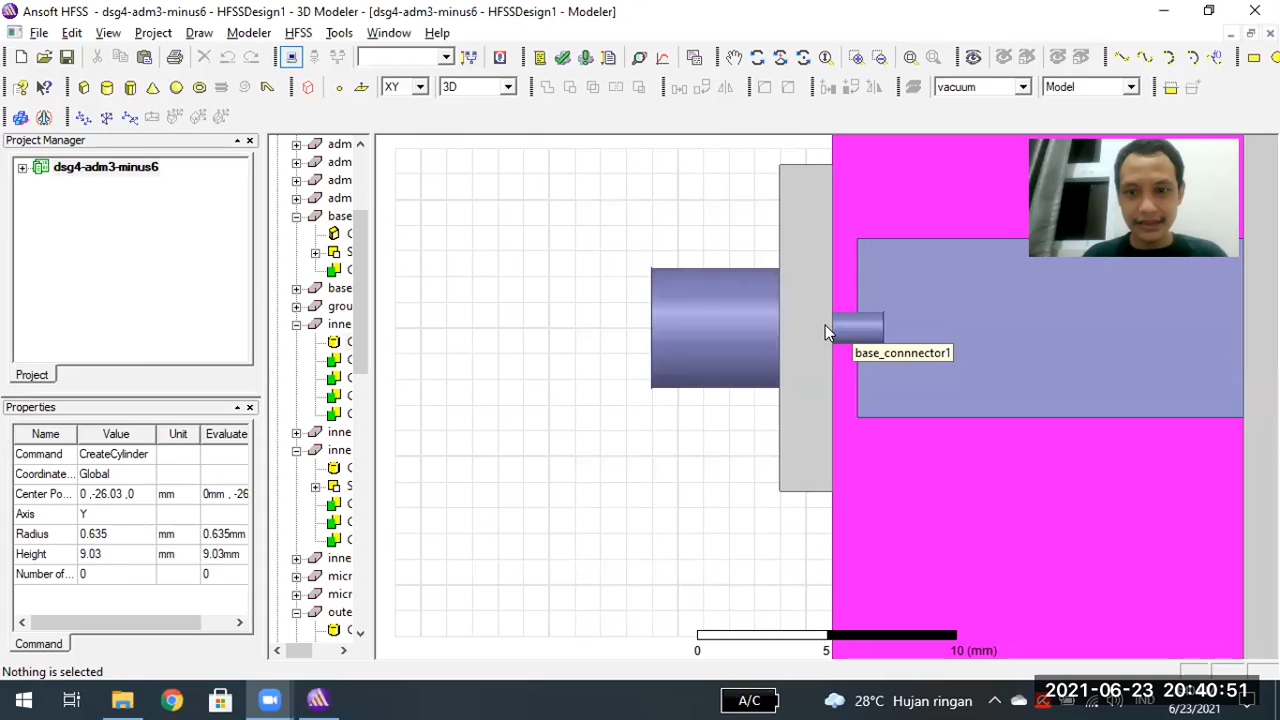 Ansoft HFSS - dsg4-adm3-minus6 - HFSSDesign1 - 3D Modeler - [dsg4-adm3-minus6 - HFSSDesign1 - Modeler]
File Edit View Project Draw Modeler HFSS Tools Window Help
XY 3D vacuum Model
Project Manager
dsg4-adm3-minus6
Project
Properties
Name Value Unit Evaluate
Command CreateCylinder
Coordinate... Global
Center Po... 0 ,-26.03 ,0 mm 0mm , -26
Axis Y
Radius 0.635 mm 0.635mm
Height 9.03 mm 9.03mm
Number of... 0 0
Command
Nothing is selected
adm
adm
adm
adm
base
C
S
C
base
grou
inne
C
C
C
C
C
inne
inne
C
S
C
C
C
inne
micr
micr
oute
C
base_connnector1
0 5 10 (mm)
A/C
28°C Hujan ringan
IND
2021-06-23 20:40:51
6/23/2021